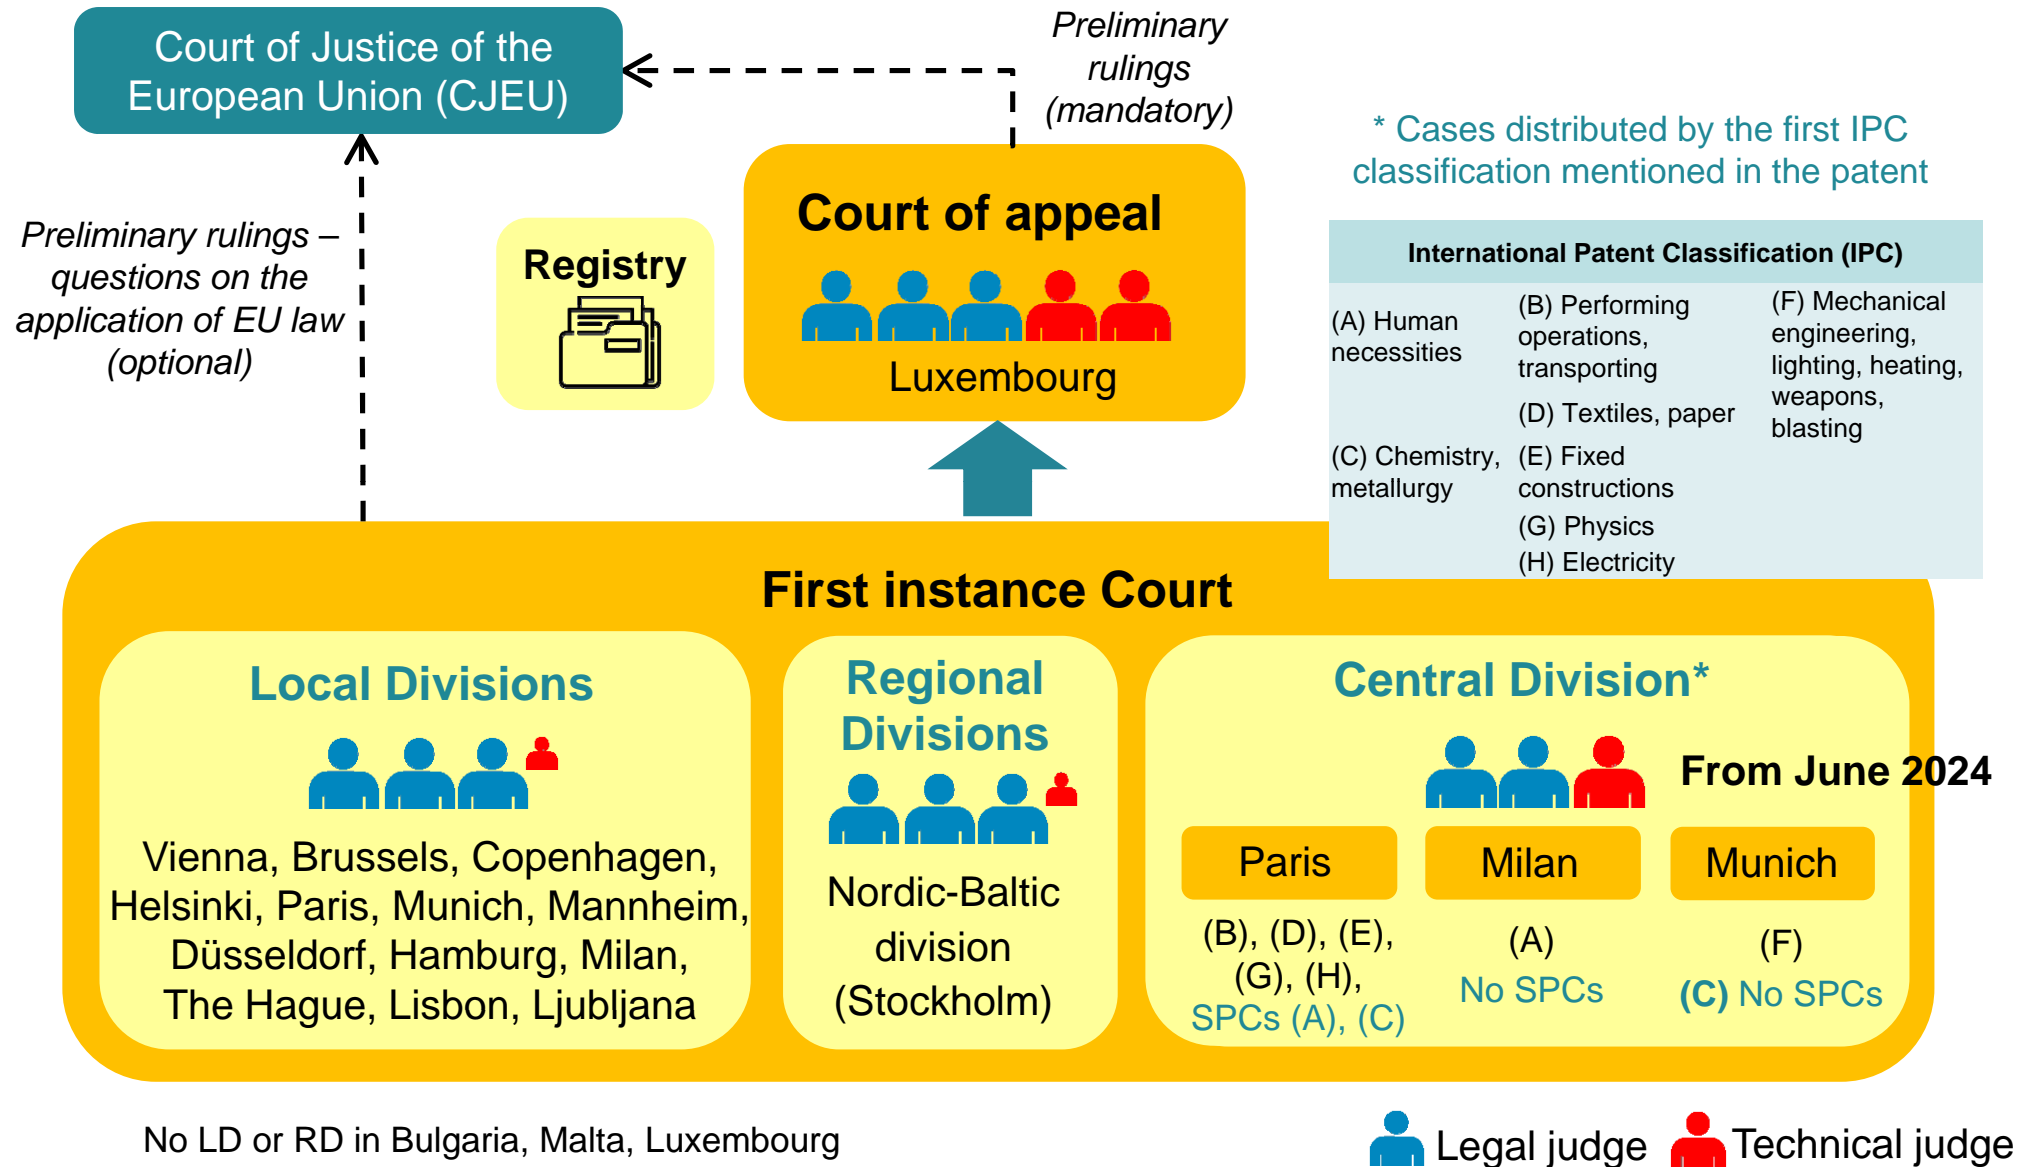 Court of Justice of the
European Union (CJEU)
Preliminary
rulings
(mandatory)
* Cases distributed by the first IPC
classification mentioned in the patent
Preliminary rulings –
questions on the
application of EU law
(optional)
Registry
Court of appeal
Luxembourg
International Patent Classification (IPC)
(A) Human
necessities
(B) Performing
operations,
transporting
(F) Mechanical
engineering,
lighting, heating,
weapons,
blasting
(D) Textiles, paper
(C) Chemistry,
metallurgy
(E) Fixed
constructions
(G) Physics
(H) Electricity
First instance Court
Local Divisions
Vienna, Brussels, Copenhagen,
Helsinki, Paris, Munich, Mannheim,
Düsseldorf, Hamburg, Milan,
The Hague, Lisbon, Ljubljana
Regional
Divisions
Nordic-Baltic
division
(Stockholm)
Central Division*
From June 2024
Paris
(B), (D), (E),
(G), (H),
SPCs (A), (C)
Milan
(A)
No SPCs
Munich
(F)
(C) No SPCs
No LD or RD in Bulgaria, Malta, Luxembourg
Legal judge
Technical judge